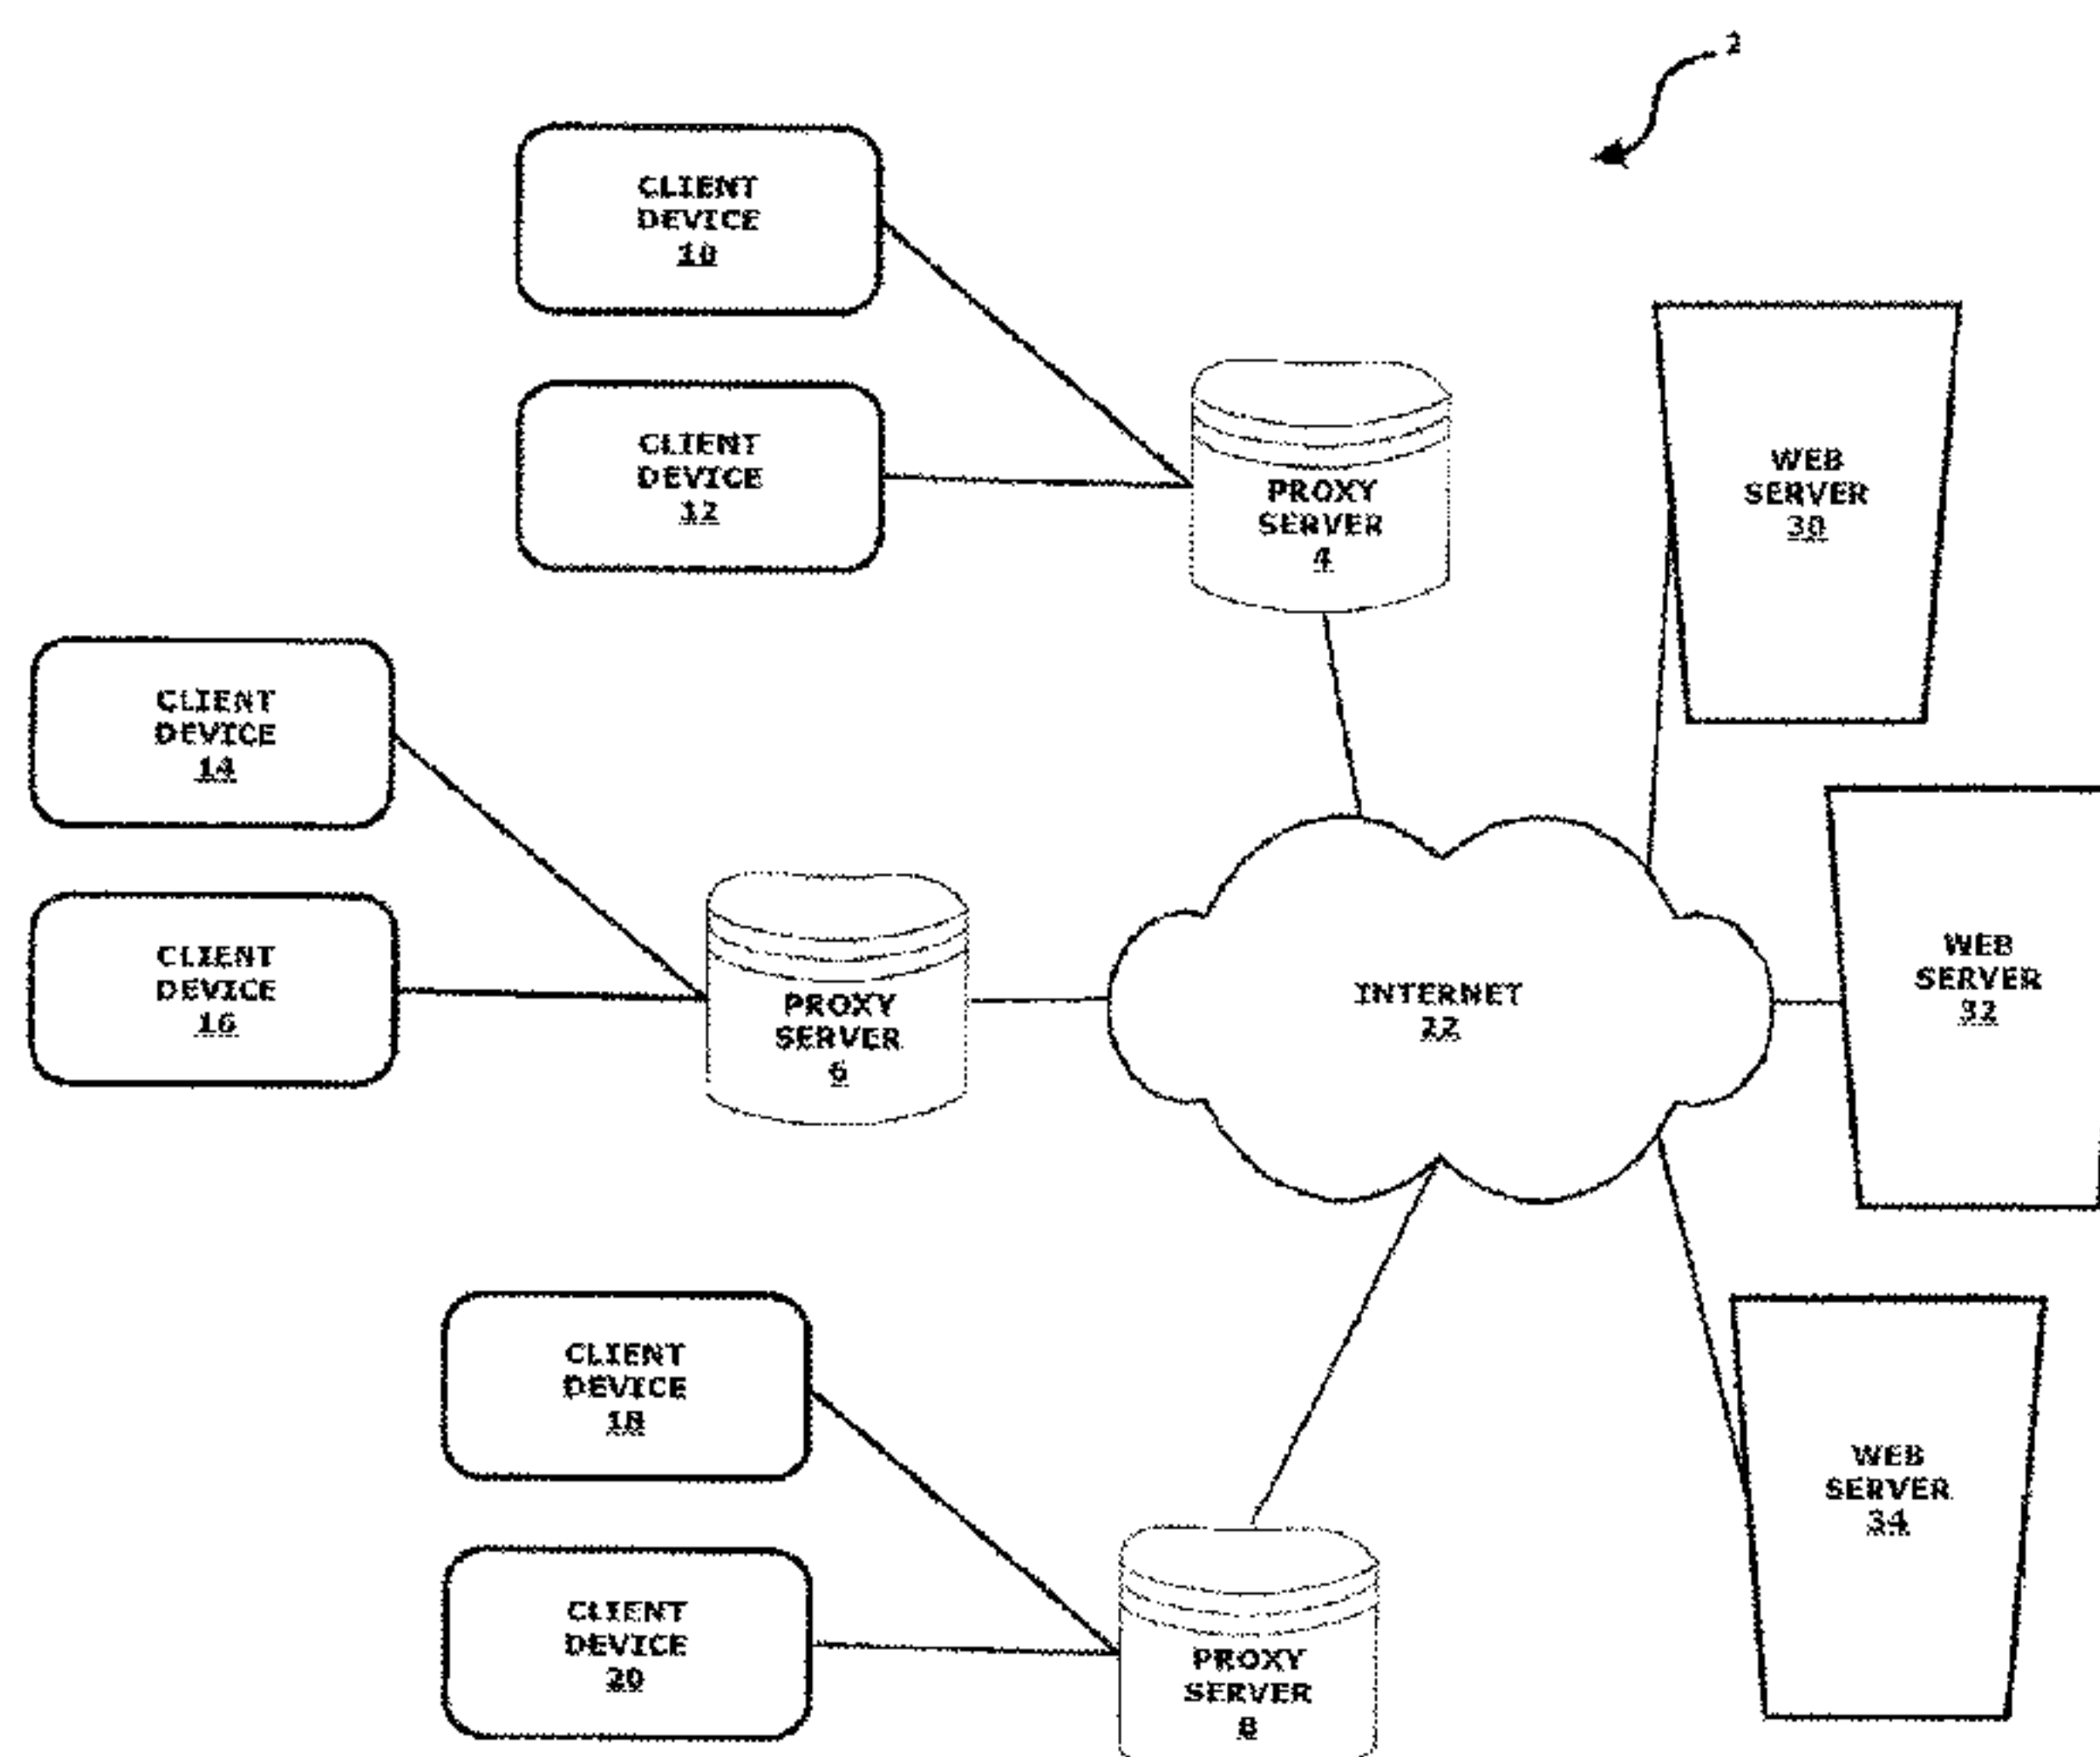 2
CLIENT
DEVICE
10
CLIENT
DEVICE
12
PROXY
SERVER
4
WEB
SERVER
30
CLIENT
DEVICE
14
CLIENT
DEVICE
16
PROXY
SERVER
6
INTERNET
22
WEB
SERVER
32
CLIENT
DEVICE
18
CLIENT
DEVICE
20
PROXY
SERVER
8
WEB
SERVER
34